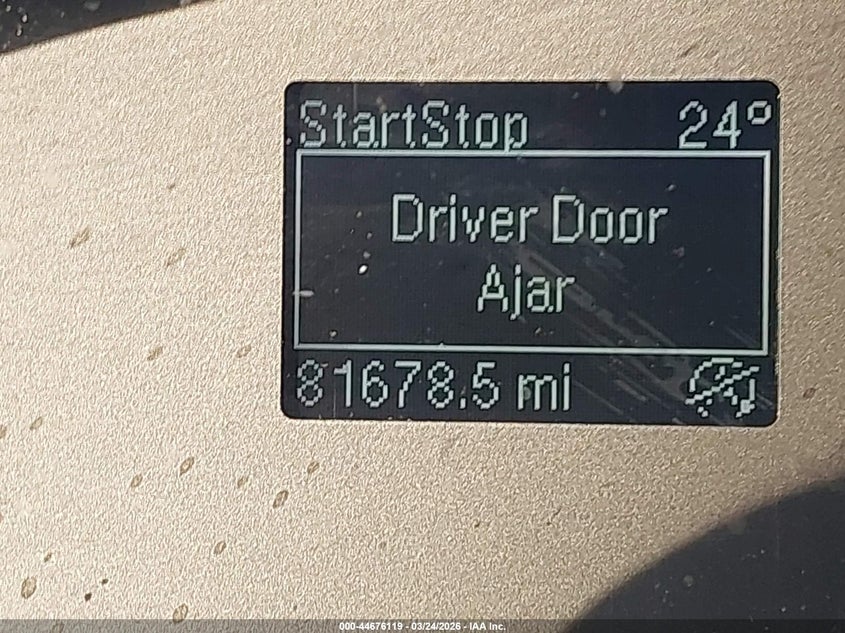 StartStop 24°
Driver Door
Ajar
81678.5 mi
000-44676119 - 03/24/2026 - IAA Inc.